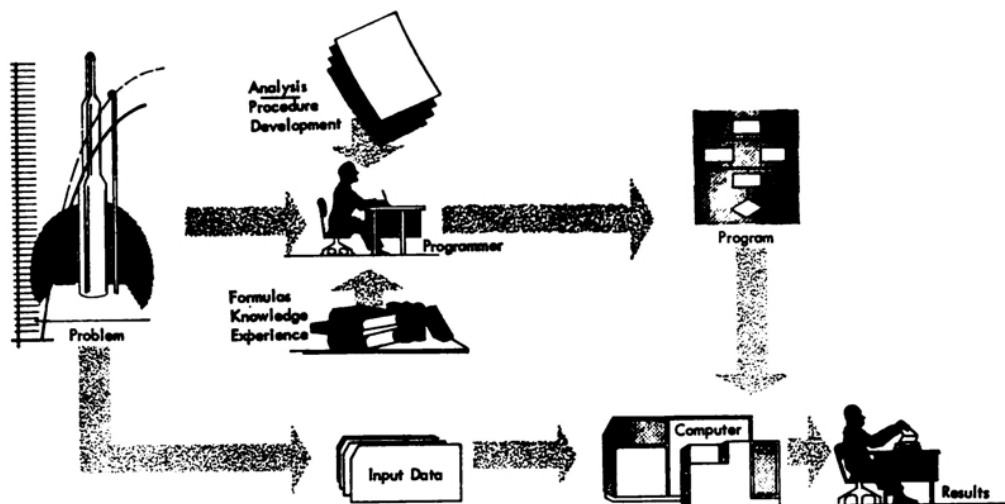 Analysis
Procedure
Development
Programmer
Program
Formulas
Knowledge
Experience
Problem
Input Data
Computer
Results